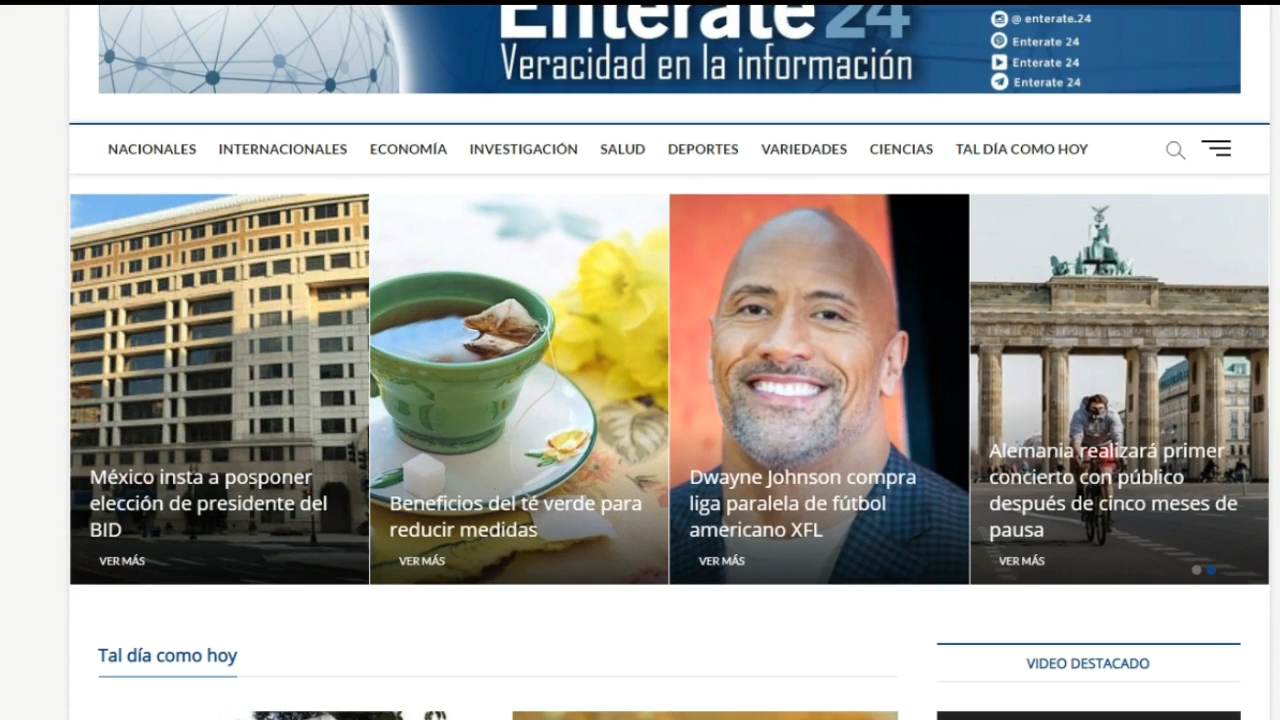 Enterate 24
Veracidad en la información
@ enterate.24
Enterate 24
Enterate 24
Enterate 24
NACIONALES INTERNACIONALES ECONOMÍA INVESTIGACIÓN SALUD DEPORTES VARIEDADES CIENCIAS TAL DÍA COMO HOY
México insta a posponer
elección de presidente del
BID
VER MÁS
Beneficios del té verde para
reducir medidas
VER MÁS
Dwayne Johnson compra
liga paralela de fútbol
americano XFL
VER MÁS
Alemania realizará primer
concierto con público
después de cinco meses de
pausa
VER MÁS
Tal día como hoy
VIDEO DESTACADO